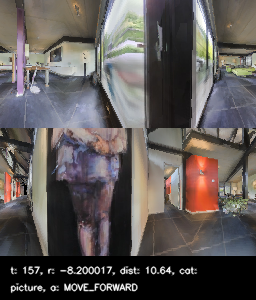 t: 157, r: -8.200017, dist: 10.64, cat:
picture, a: MOVE_FORWARD